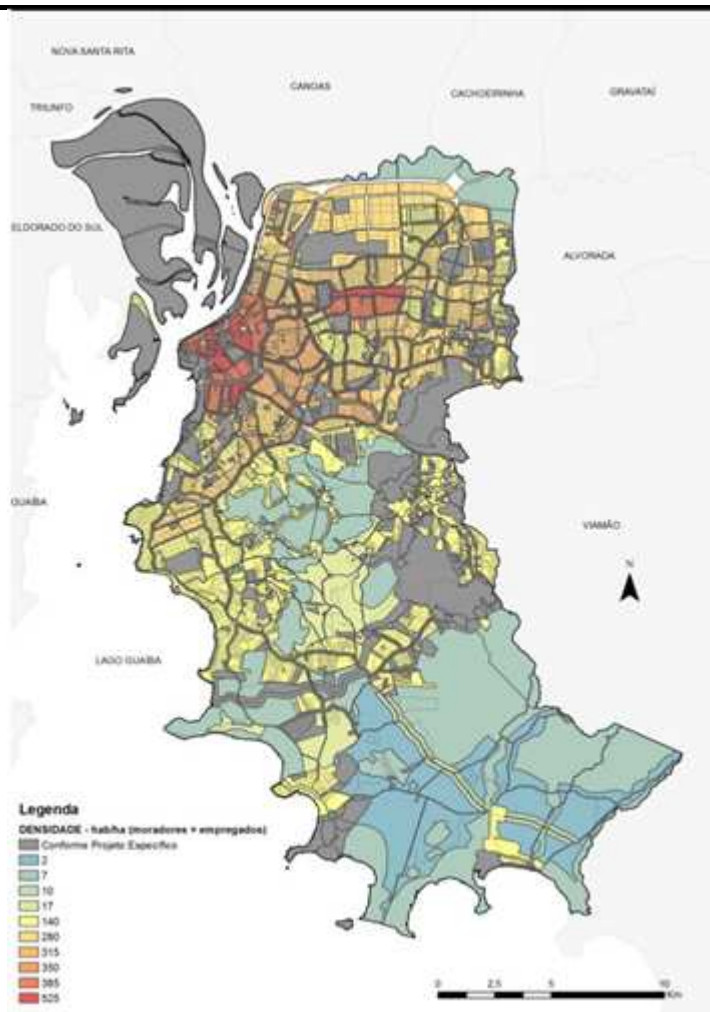 NOVA SANTA RITA
CANOAS
CACHOEIRINHA
GRAVATAÍ
TRIUNFO
ELDORADO DO SUL
ALVORADA
GUAÍBA
VIAMÃO
N
LAGO GUAÍBA
Legenda
DENSIDADE - hab/ha (moradores + empregados)
Conforme Projeto Específico
2
7
10
17
140
280
315
350
385
525
0 2,5 5 10
Km